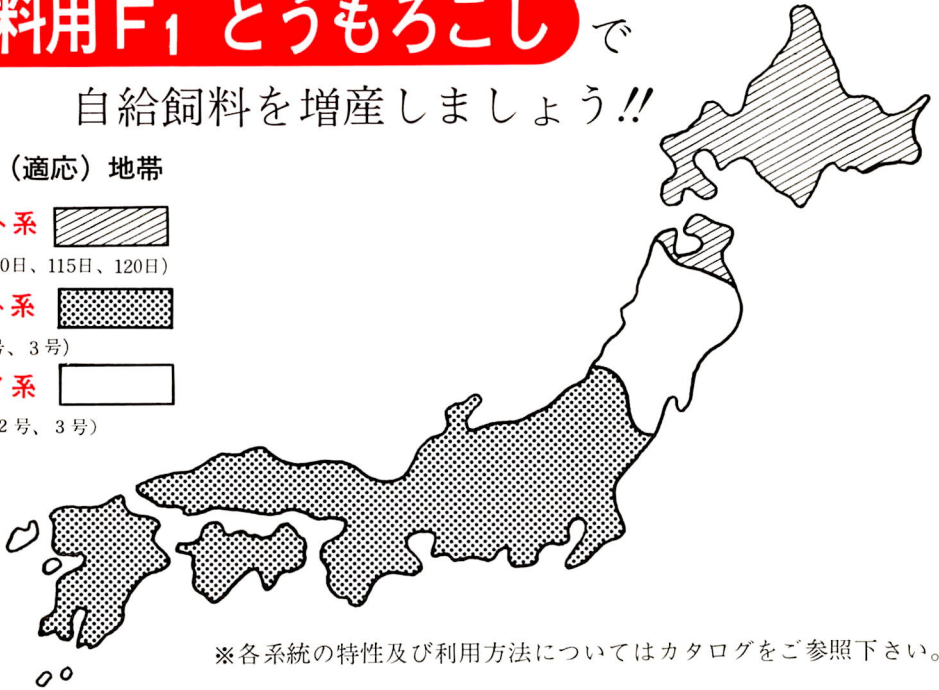 料用F1 とうもろこし で
自給飼料を増産しましょう!!
(適応)地帯
系
0日、115日、120日)
系
号、3号)
系
2号、3号)
※各系統の特性及び利用方法についてはカタログをご参照下さい。